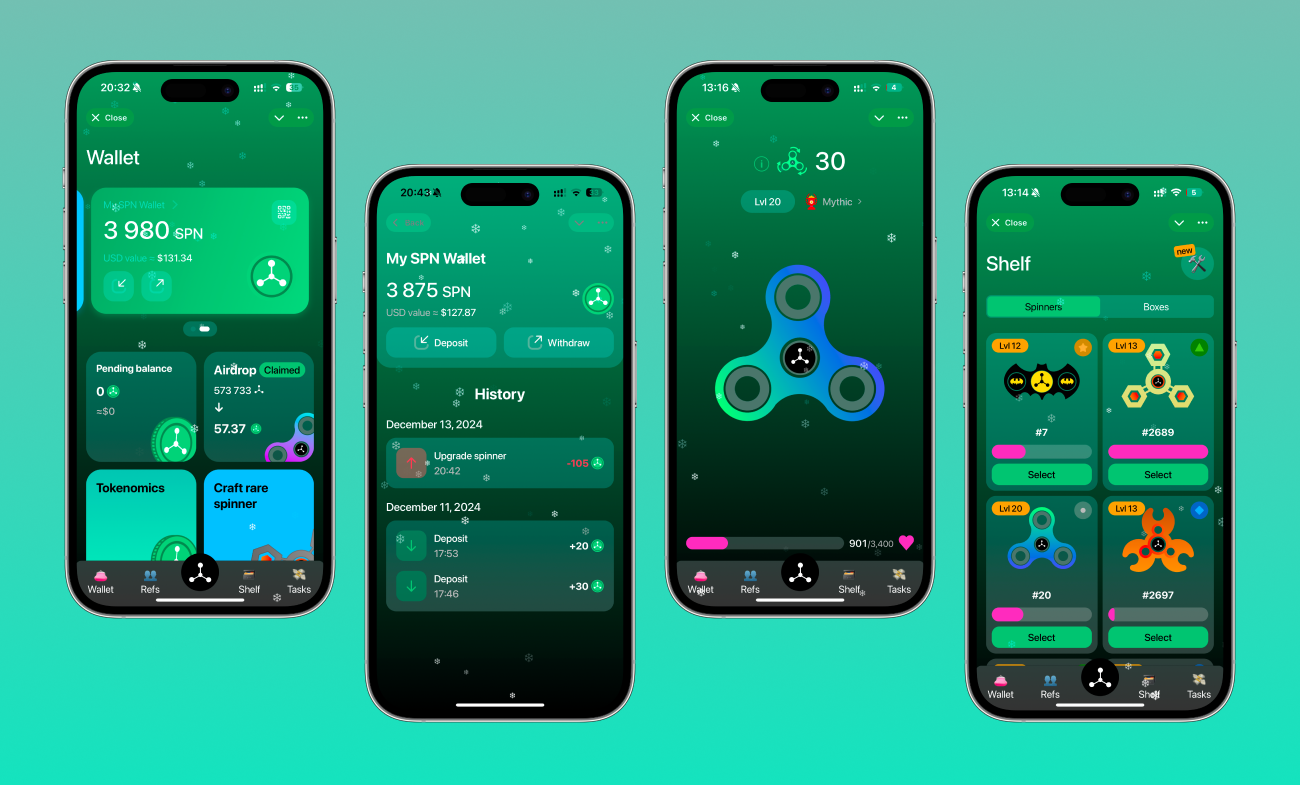 20:32
38
Close
Wallet
My SPN Wallet
3 980 SPN
USD value ≈ $131.34
Pending balance
0
≈$0
Airdrop
Claimed
573 733
57.37
Tokenomics
Craft rare
spinner
Wallet
Refs
Shelf
Tasks
20:43
My SPN Wallet
3 875 SPN
USD value ≈ $127.87
Deposit
Withdraw
History
December 13, 2024
Upgrade spinner
20:42
-105
December 11, 2024
Deposit
17:53
+20
Deposit
17:46
+30
13:16
4
Close
30
Lvl 20
Mythic
901/3,400
Wallet
Refs
Shelf
Tasks
13:14
5
Close
Shelf
new
Spinners
Boxes
Lvl 12
#7
Select
Lvl 13
#2689
Select
Lvl 20
#20
Select
Lvl 13
#2697
Select
Wallet
Refs
Shelf
Tasks